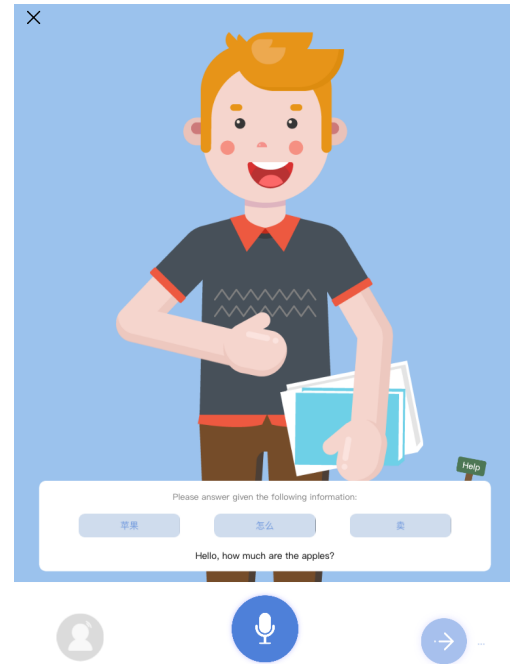 Help
Please answer given the following information:
苹果 怎么 卖
Hello, how much are the apples?